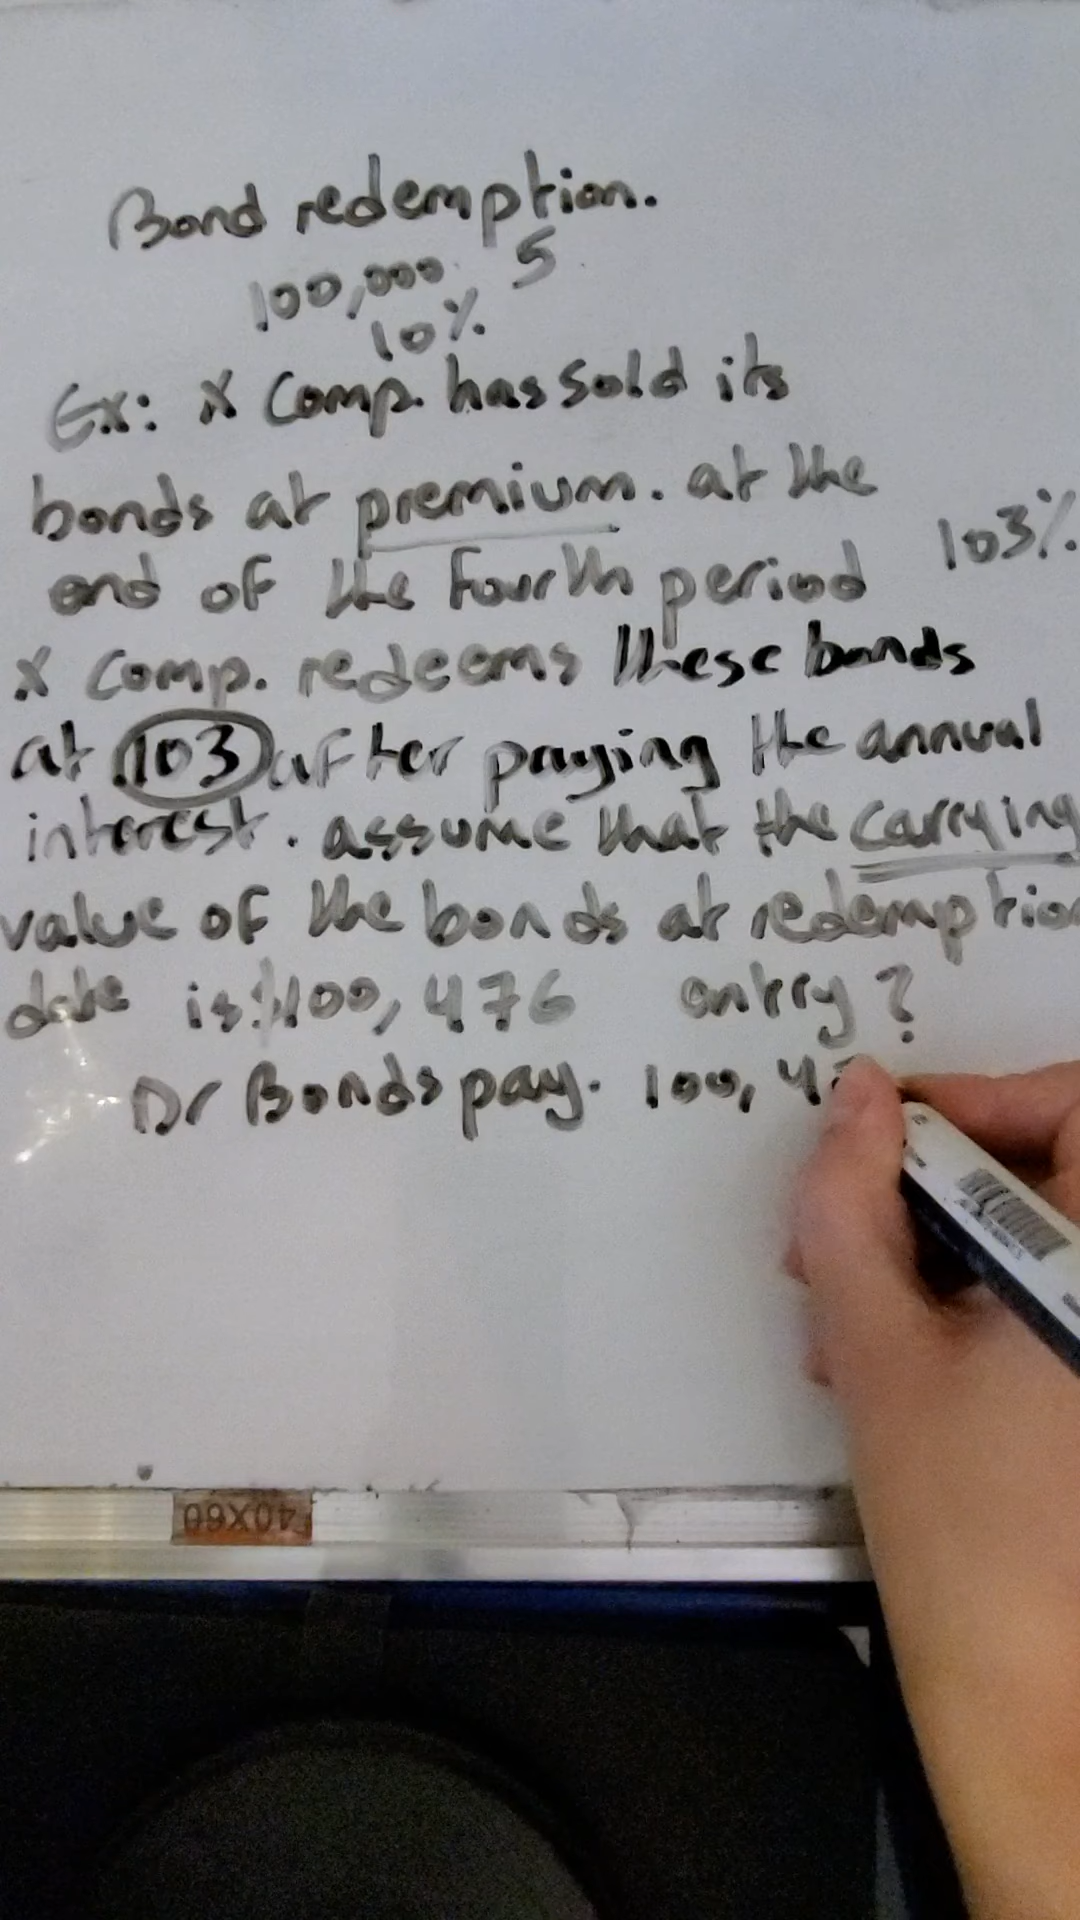 Bond redemption.
100,000 5
10%
Ex: X Comp. has sold its
bonds at premium. at the
end of the fourth period 103%
X Comp. redeems these bonds
at 103 after paying the annual
interest. assume that the carrying
value of the bonds at redemption
date is $100,476 entry?
Dr Bonds pay. 100,4
40X60